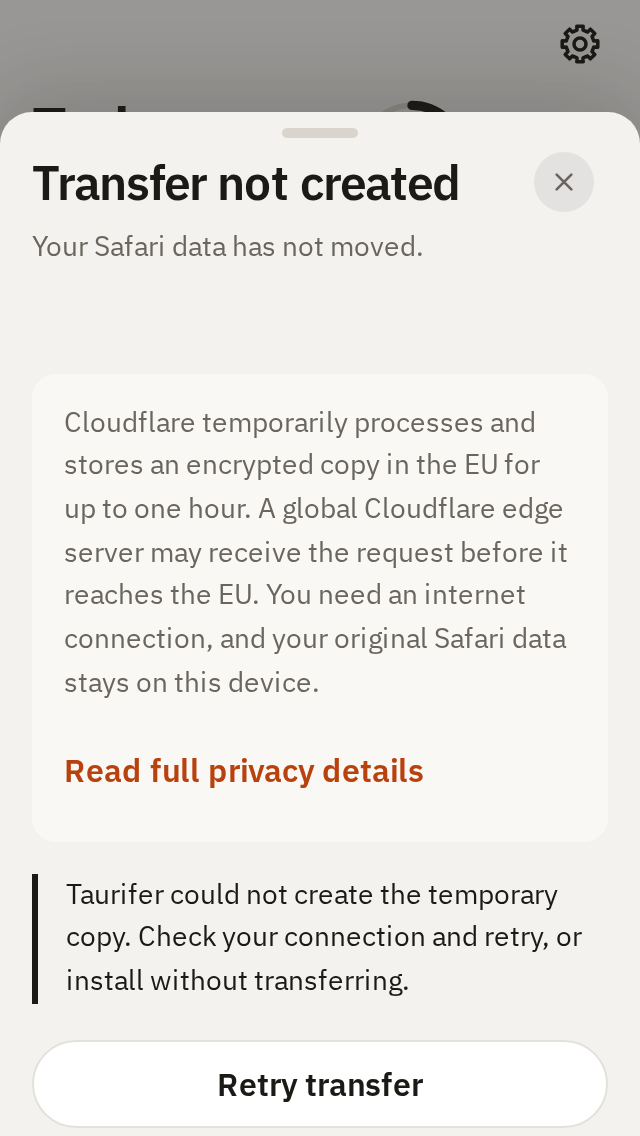 Transfer not created
Your Safari data has not moved.
Cloudflare temporarily processes and
stores an encrypted copy in the EU for
up to one hour. A global Cloudflare edge
server may receive the request before it
reaches the EU. You need an internet
connection, and your original Safari data
stays on this device.
Read full privacy details
Taurifer could not create the temporary
copy. Check your connection and retry, or
install without transferring.
Retry transfer